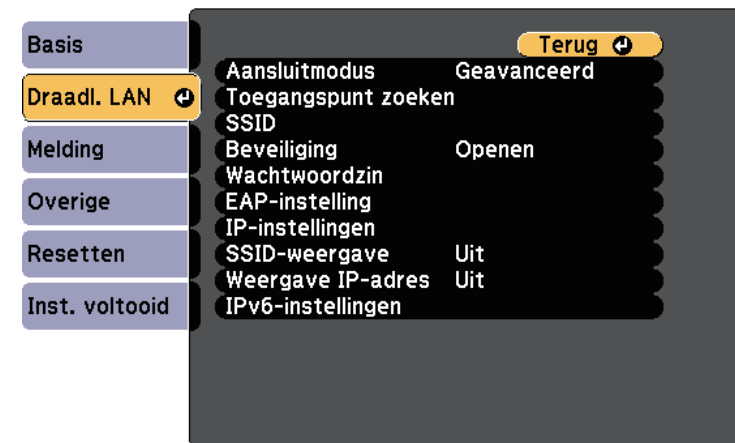 Basis
Draadl. LAN
Melding
Overige
Resetten
Inst. voltooid
Terug
Aansluitmodus Geavanceerd
Toegangspunt zoeken
SSID
Beveiliging Openen
Wachtwoordzin
EAP-instelling
IP-instellingen
SSID-weergave Uit
Weergave IP-adres Uit
IPv6-instellingen